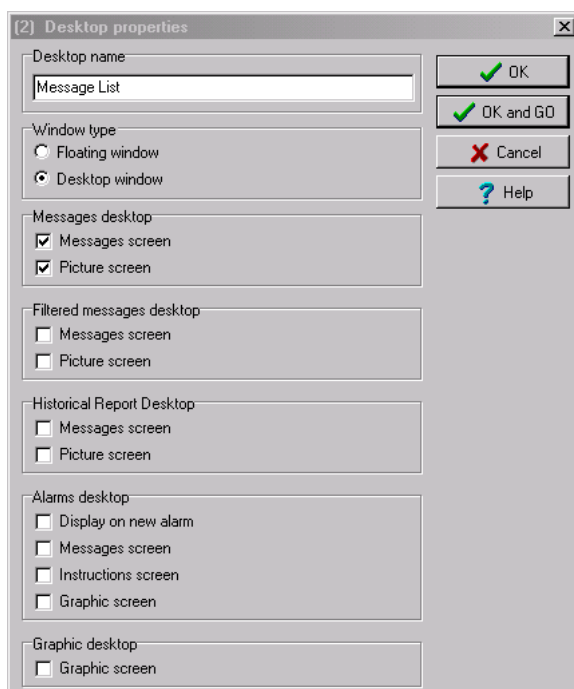 (2) Desktop properties
Desktop name
Message List
OK
OK and GO
Cancel
Help
Window type
Floating window
Desktop window
Messages desktop
Messages screen
Picture screen
Filtered messages desktop
Messages screen
Picture screen
Historical Report Desktop
Messages screen
Picture screen
Alarms desktop
Display on new alarm
Messages screen
Instructions screen
Graphic screen
Graphic desktop
Graphic screen